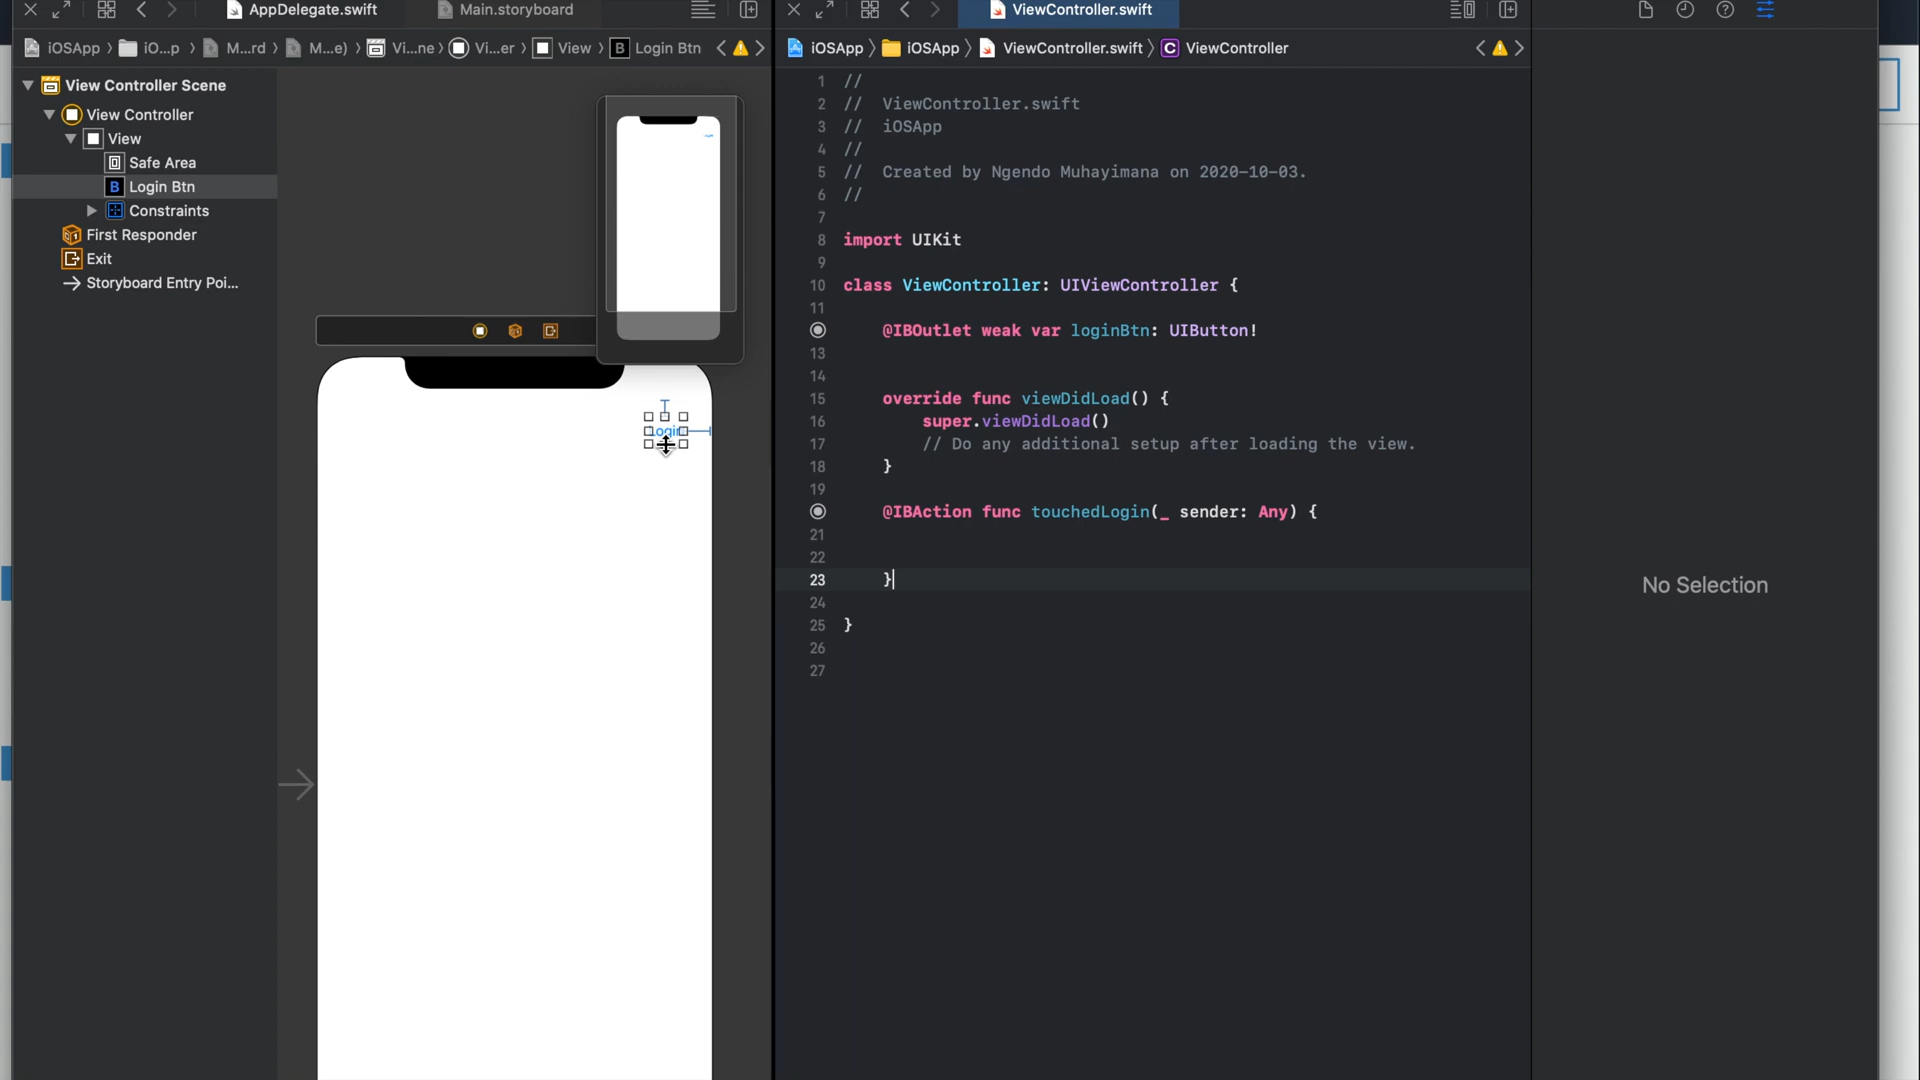 AppDelegate.swift
Main.storyboard
iOSApp
iO...p
M...rd
M...e)
Vi...ne
Vi...er
View
B
Login Btn
View Controller Scene
View Controller
View
Safe Area
B Login Btn
Constraints
First Responder
Exit
Storyboard Entry Poi...
Login
ViewController.swift
iOSApp
iOSApp
ViewController.swift
C ViewController
1 //
2 // ViewController.swift
3 // iOSApp
4 //
5 // Created by Ngendo Muhayimana on 2020-10-03.
6 //
7
8 import UIKit
9
10 class ViewController: UIViewController {
11
@IBOutlet weak var loginBtn: UIButton!
13
14
15 override func viewDidLoad() {
16 super.viewDidLoad()
17 // Do any additional setup after loading the view.
18 }
19
@IBAction func touchedLogin(_ sender: Any) {
21
22
23 }
24
25 }
26
27
No Selection